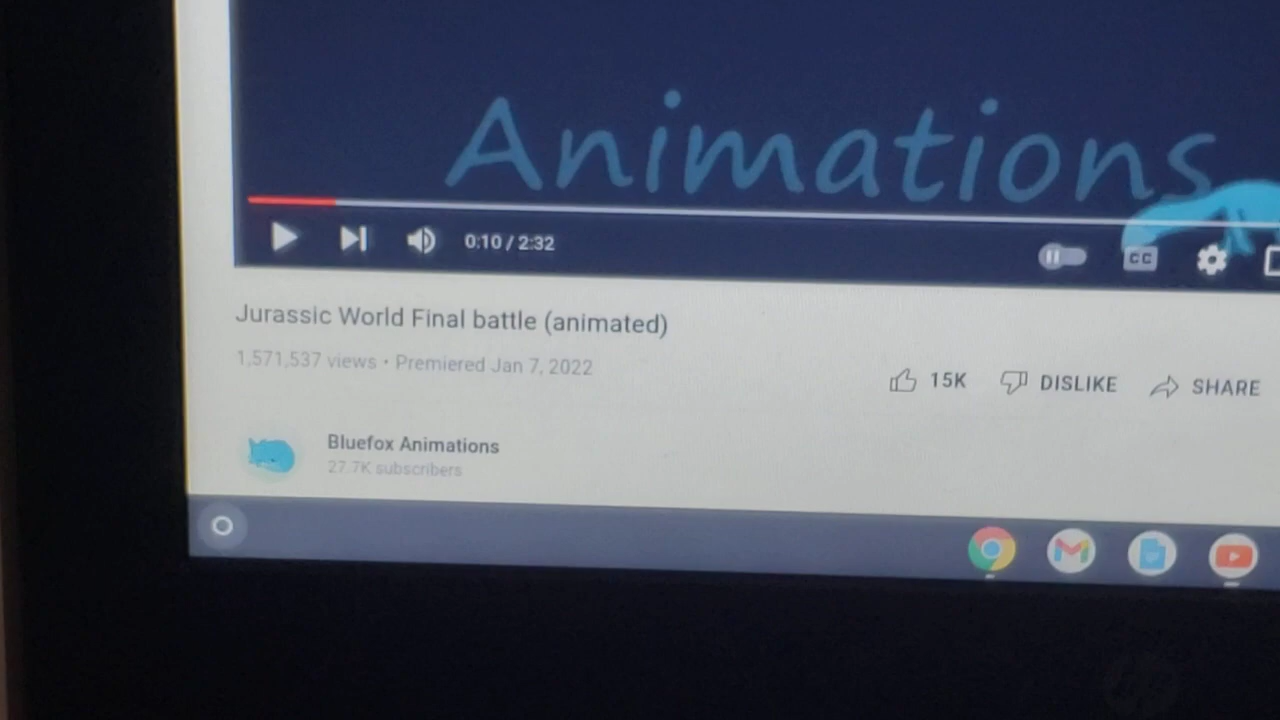 Animations
0:10 / 2:32
CC
Jurassic World Final battle (animated)
1,571,537 views • Premiered Jan 7, 2022
15K DISLIKE SHARE
Bluefox Animations
27.7K subscribers